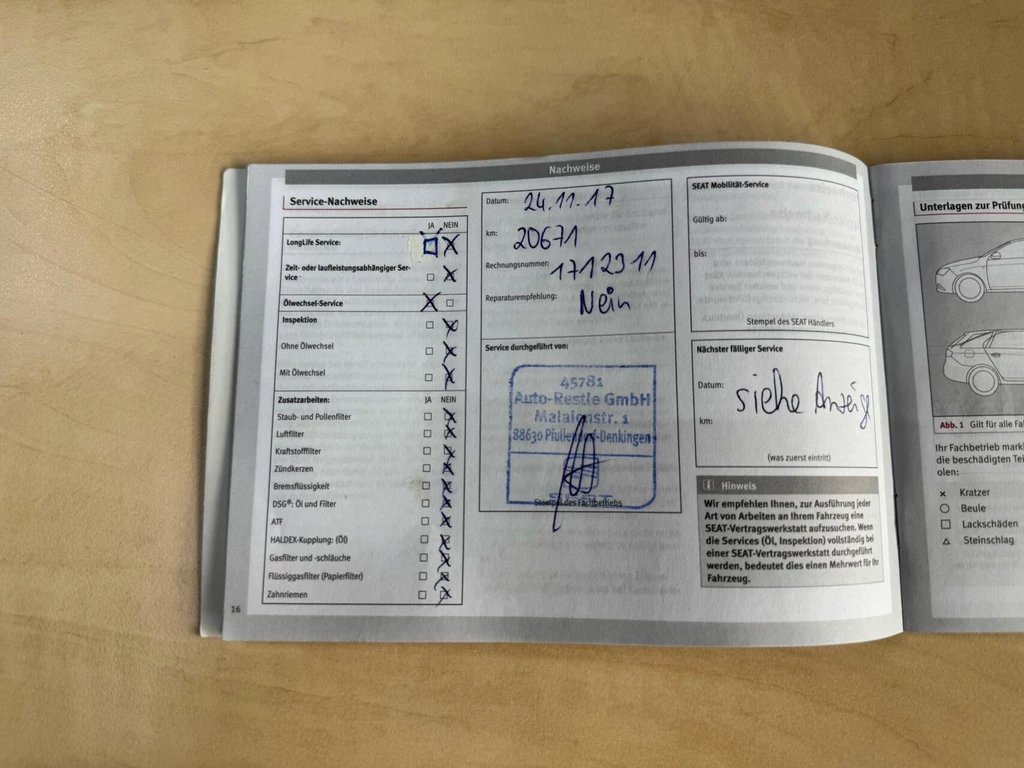 Nachweise
Service-Nachweise
JA NEIN
LongLife Service:
Zeit- oder laufleistungsabhängiger Ser-
vice
Ölwechsel-Service
Inspektion
Ohne Ölwechsel
Mit Ölwechsel
Zusatzarbeiten: JA NEIN
Staub- und Pollenfilter
Luftfilter
Kraftstofffilter
Zündkerzen
Bremsflüssigkeit
DSG®: Öl und Filter
ATF
HALDEX-Kupplung: (Öl)
Gasfilter und -schläuche
Flüssiggasfilter (Papierfilter)
Zahnriemen
16
Datum: 24.11.17
km: 20671
Rechnungsnummer: 1712311
Reparaturempfehlung: Nein
Service durchgeführt von:
45781
Auto-Restle GmbH
Malaienstr. 1
88630 Pfullendorf-Denkingen
Stempel des Fachbetriebs
SEAT Mobilität-Service
Gültig ab:
bis:
Stempel des SEAT Händlers
Nächster fälliger Service
Datum: siehe Anzeige
km:
(was zuerst eintritt)
Hinweis
Wir empfehlen Ihnen, zur Ausführung jeder
Art von Arbeiten an Ihrem Fahrzeug eine
SEAT-Vertragswerkstatt aufzusuchen. Wenn
die Services (Öl, Inspektion) vollständig bei
einer SEAT-Vertragswerkstatt durchgeführt
werden, bedeutet dies einen Mehrwert für Ihr
Fahrzeug.
Unterlagen zur Prüfung
Abb. 1 Gilt für alle
Ihr Fachbetrieb
die beschädigten
olen:
Kratzer
Beule
Lackschäden
Steinschlag